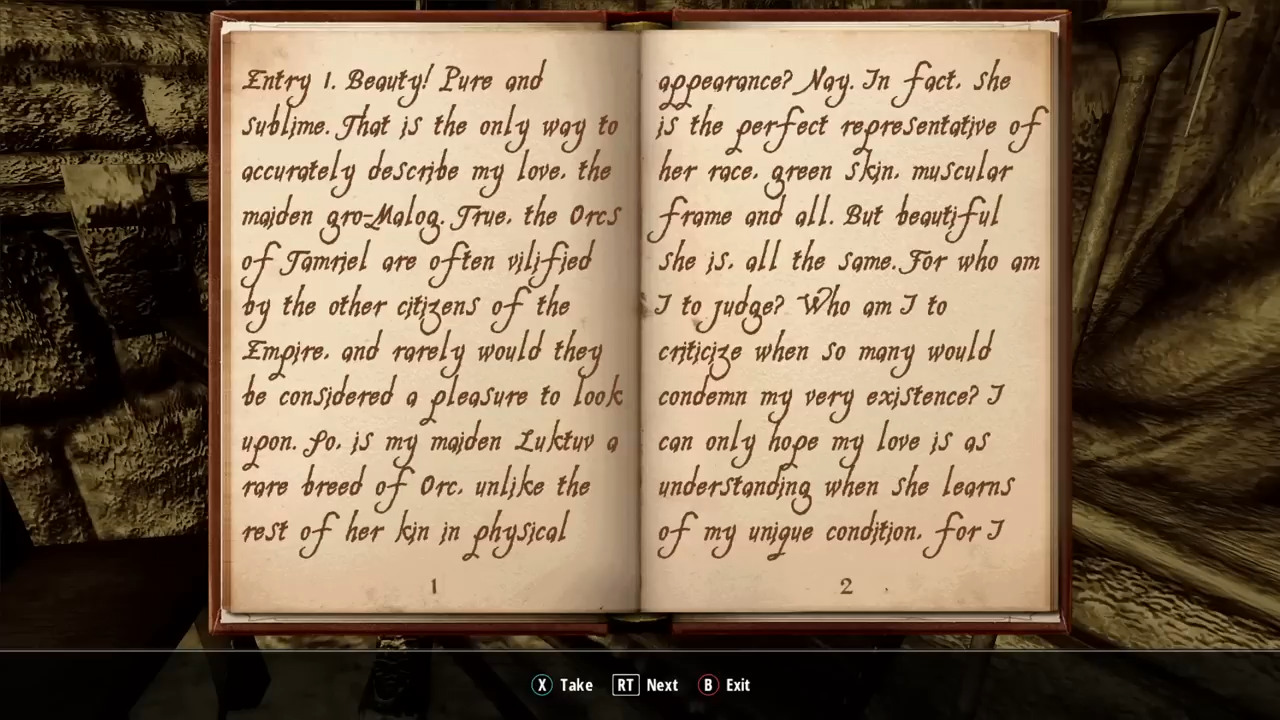 Entry 1. Beauty! Pure and
sublime. That is the only way to
accurately describe my love, the
maiden gro-Malog. True, the Orcs
of Tamriel are often vilified
by the other citizens of the
Empire, and rarely would they
be considered a pleasure to look
upon. So, is my maiden Luktuv a
rare breed of Orc, unlike the
rest of her kin in physical
1
appearance? Nay. In fact, she
is the perfect representative of
her race, green skin, muscular
frame and all. But beautiful
she is, all the same. For who am
I to judge? Who am I to
criticize when so many would
condemn my very existence? I
can only hope my love is as
understanding when she learns
of my unique condition, for I
2
X Take RT Next B Exit